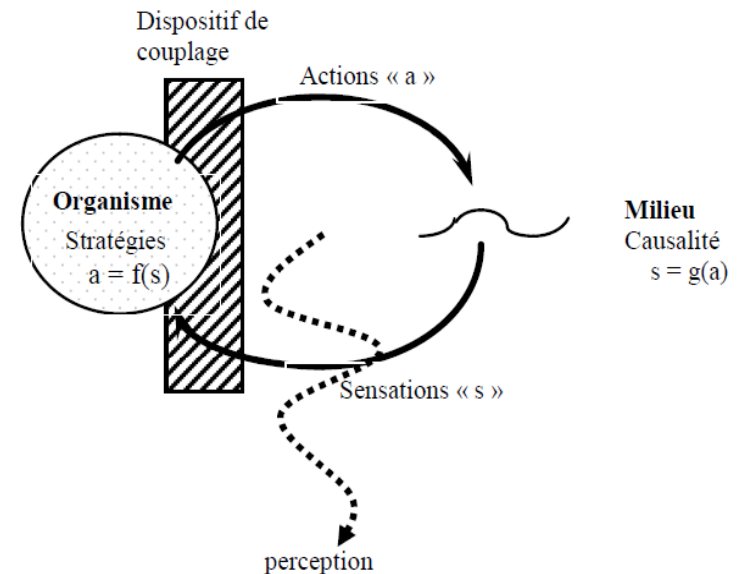 Dispositif de
couplage
Actions « a »
Organisme
Stratégies
a = f(s)
Milieu
Causalité
s = g(a)
Sensations « s »
perception